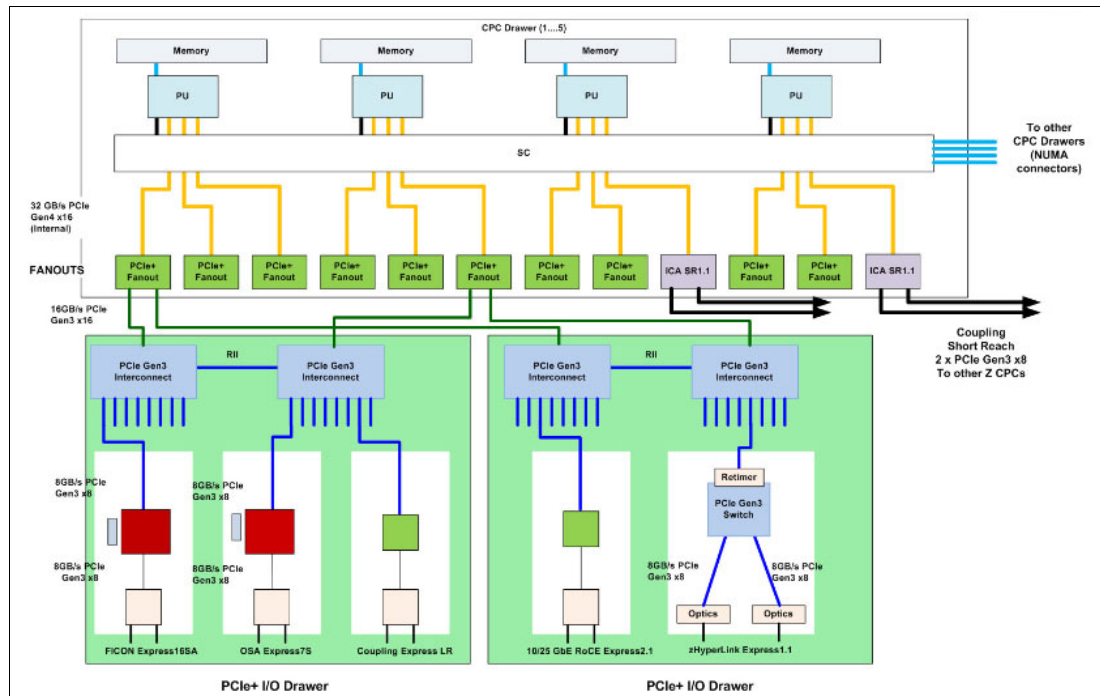 CPC Drawer (1....5)
Memory
Memory
Memory
Memory
PU
PU
PU
PU
SC
To other
CPC Drawers
(NUMA
connectors)
32 GB/s PCIe
Gen4 x16
(Internal)
FANOUTS
PCIe+
Fanout
PCIe+
Fanout
PCIe+
Fanout
PCIe+
Fanout
PCIe+
Fanout
PCIe+
Fanout
PCIe+
Fanout
PCIe+
Fanout
ICA SR1.1
PCIe+
Fanout
PCIe+
Fanout
ICA SR1.1
16GB/s PCIe
Gen3 x16
Coupling
Short Reach
2 x PCIe Gen3 x8
To other Z CPCs
PCIe Gen3
Interconnect
RII
PCIe Gen3
Interconnect
PCIe Gen3
Interconnect
RII
PCIe Gen3
Interconnect
8GB/s PCIe
Gen3 x8
8GB/s PCIe
Gen3 x8
Retimer
PCIe Gen3
Switch
8GB/s PCIe
Gen3 x8
8GB/s PCIe
Gen3 x8
8GB/s PCIe
Gen3 x8
8GB/s PCIe
Gen3 x8
Optics
Optics
FICON Express16SA
OSA Express7S
Coupling Express LR
10/25 GbE RoCE Express2.1
zHyperLink Express1.1
PCIe+ I/O Drawer
PCIe+ I/O Drawer